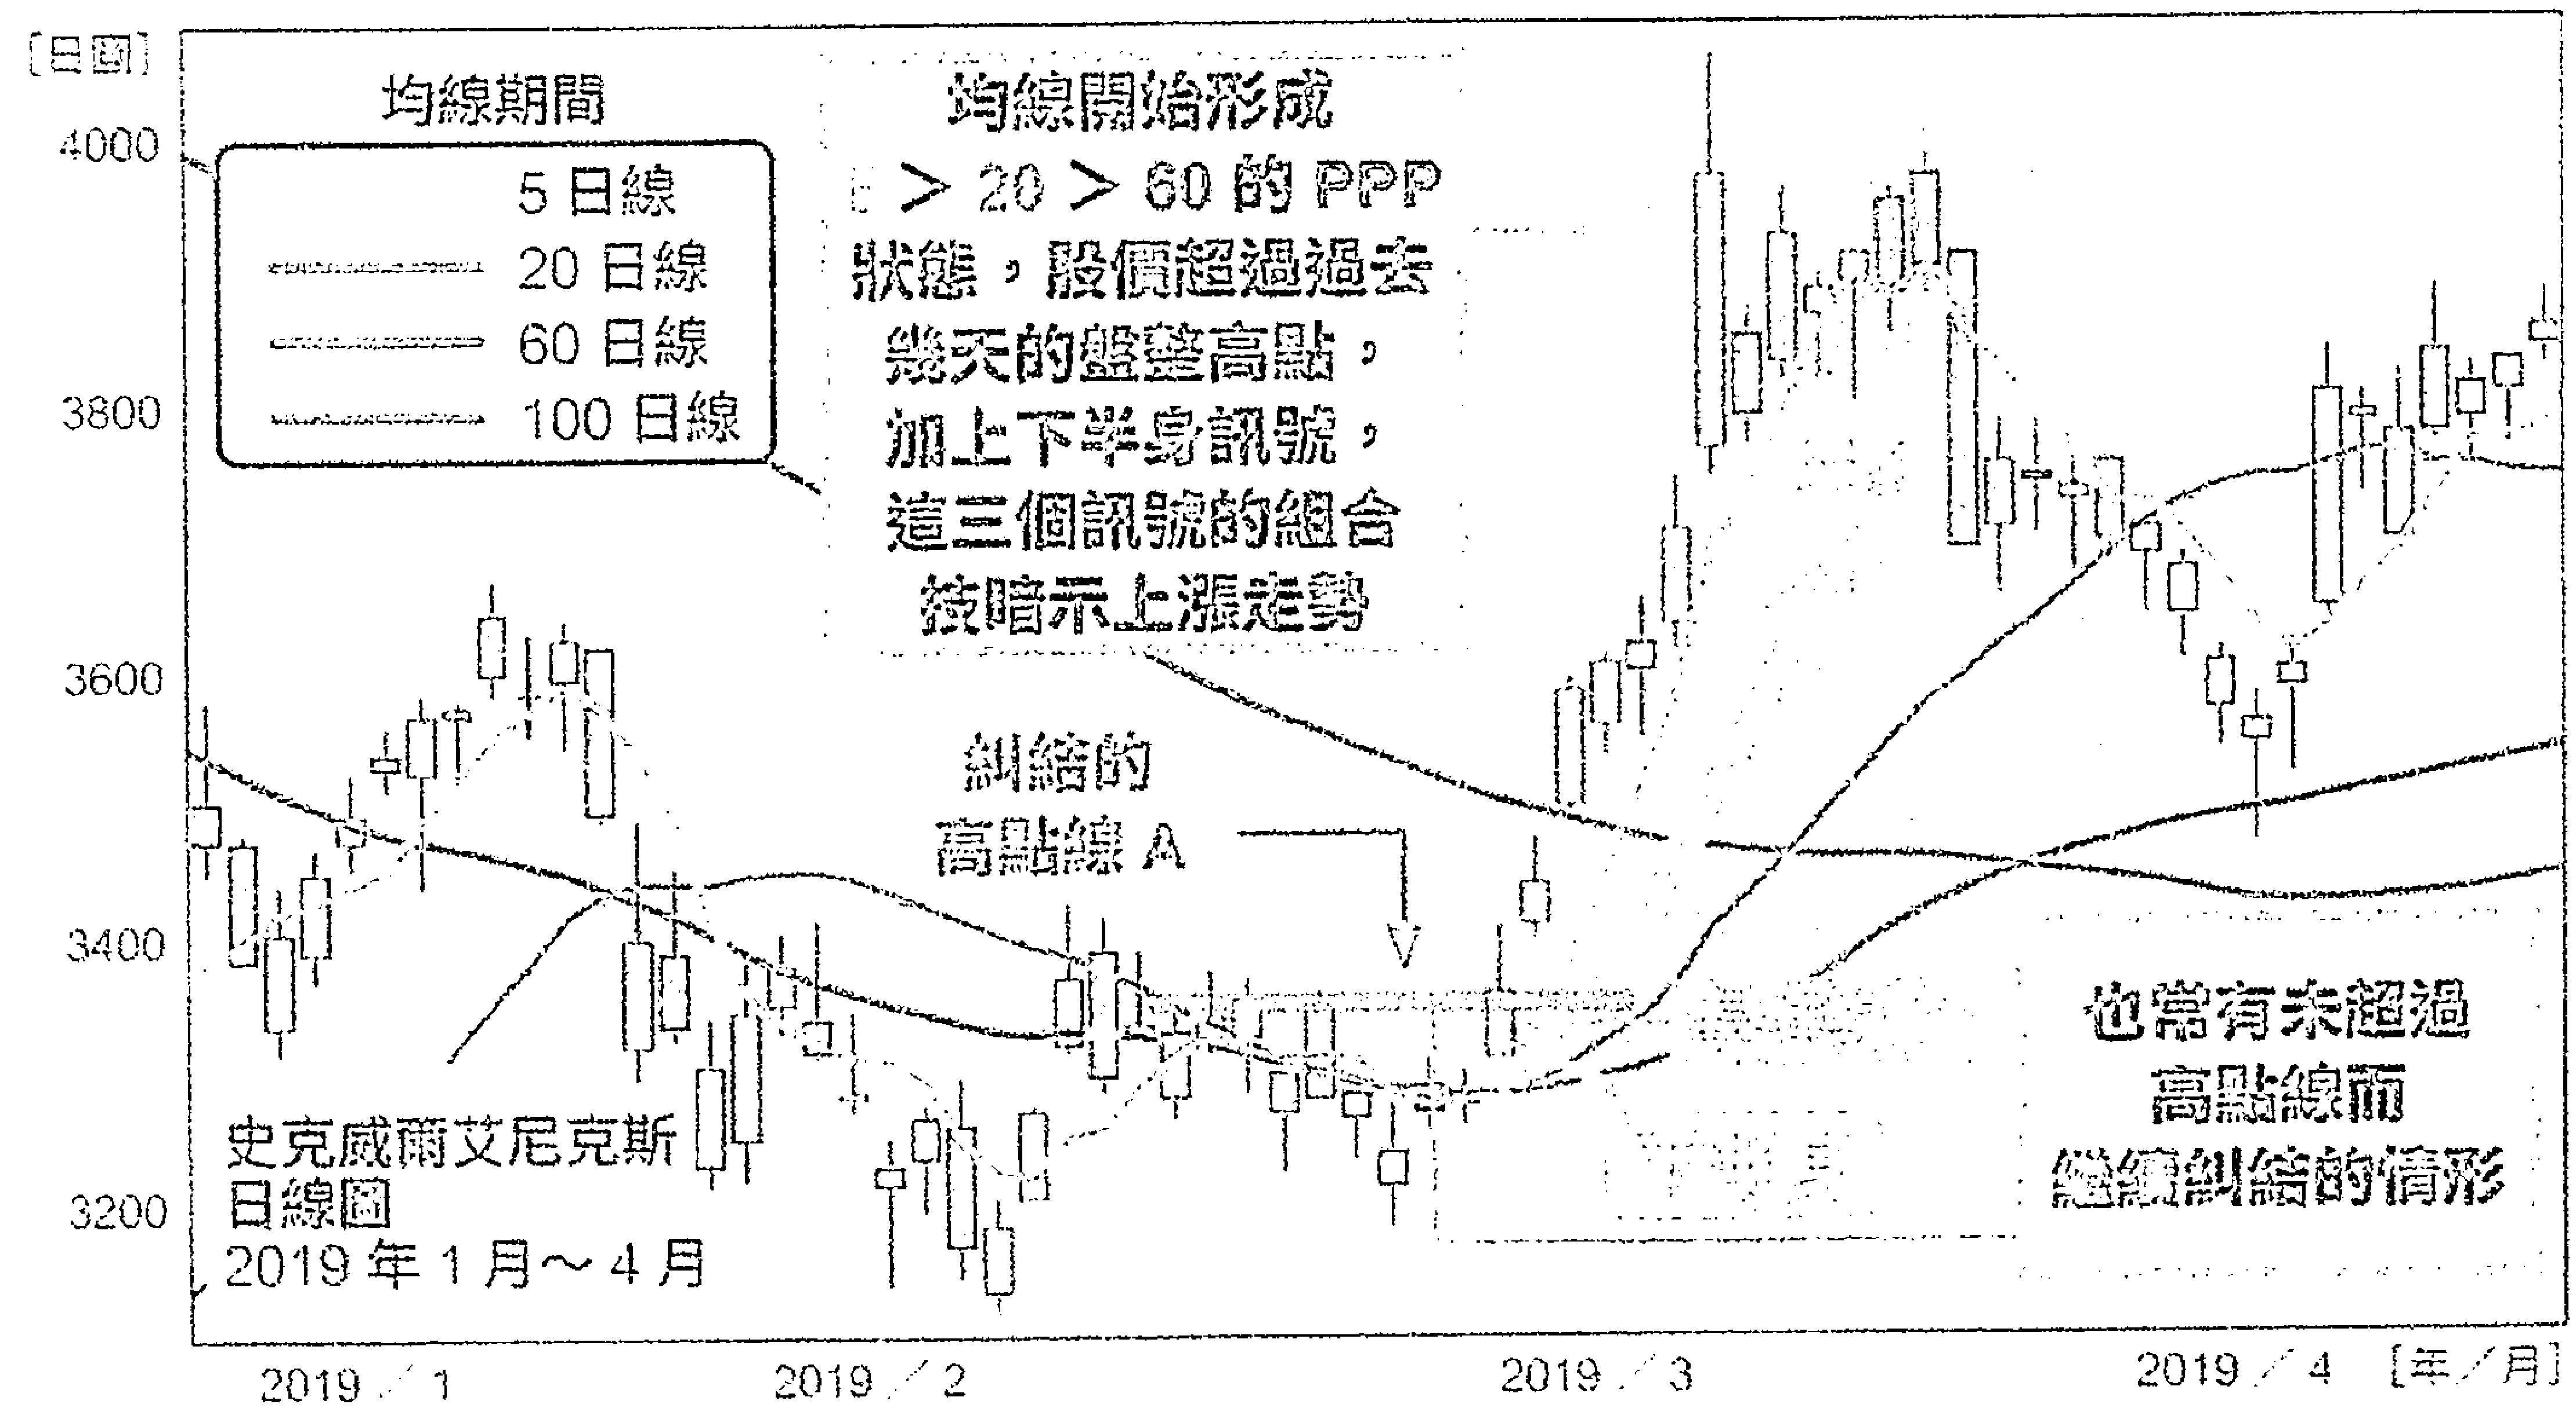 [日圓]
4000
3800
3600
3400
3200
均線期間
5 日線
20 日線
60 日線
100 日線
均線開始形成
> 20 > 60 的 PPP
狀態，股價超過過去
幾天的盤整高點，
加上下半身訊號，
這三個訊號的組合
技暗示上漲走勢
糾結的
高點線 A
也常有未超過
高點線而
繼續糾結的情形
史克威爾艾尼克斯
日線圖
2019 年 1 月～4 月
2019／1
2019／2
2019／3
2019／4 [年／月]